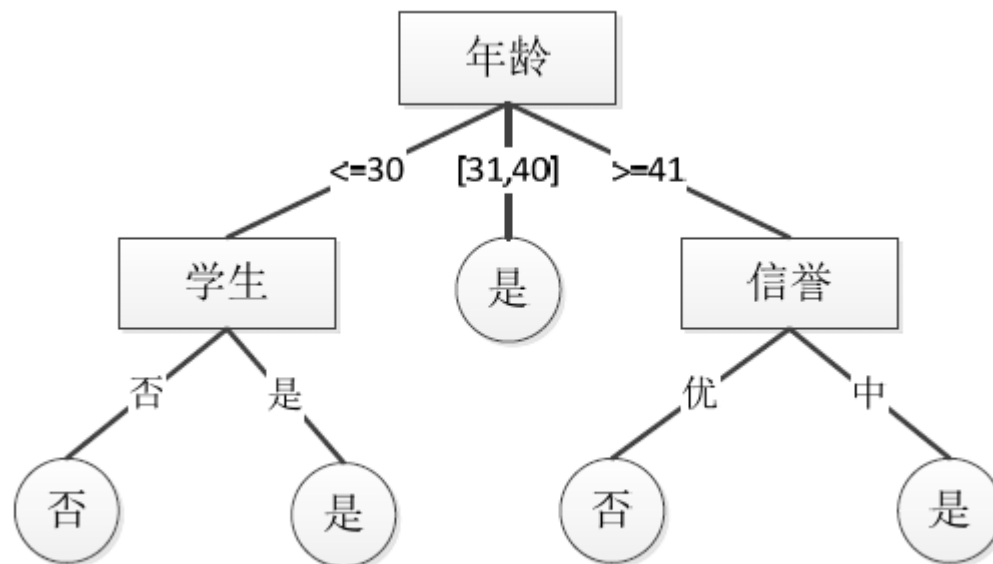 年龄
<=30
[31,40]
>=41
学生
是
信誉
否
是
优
中
否
是
否
是